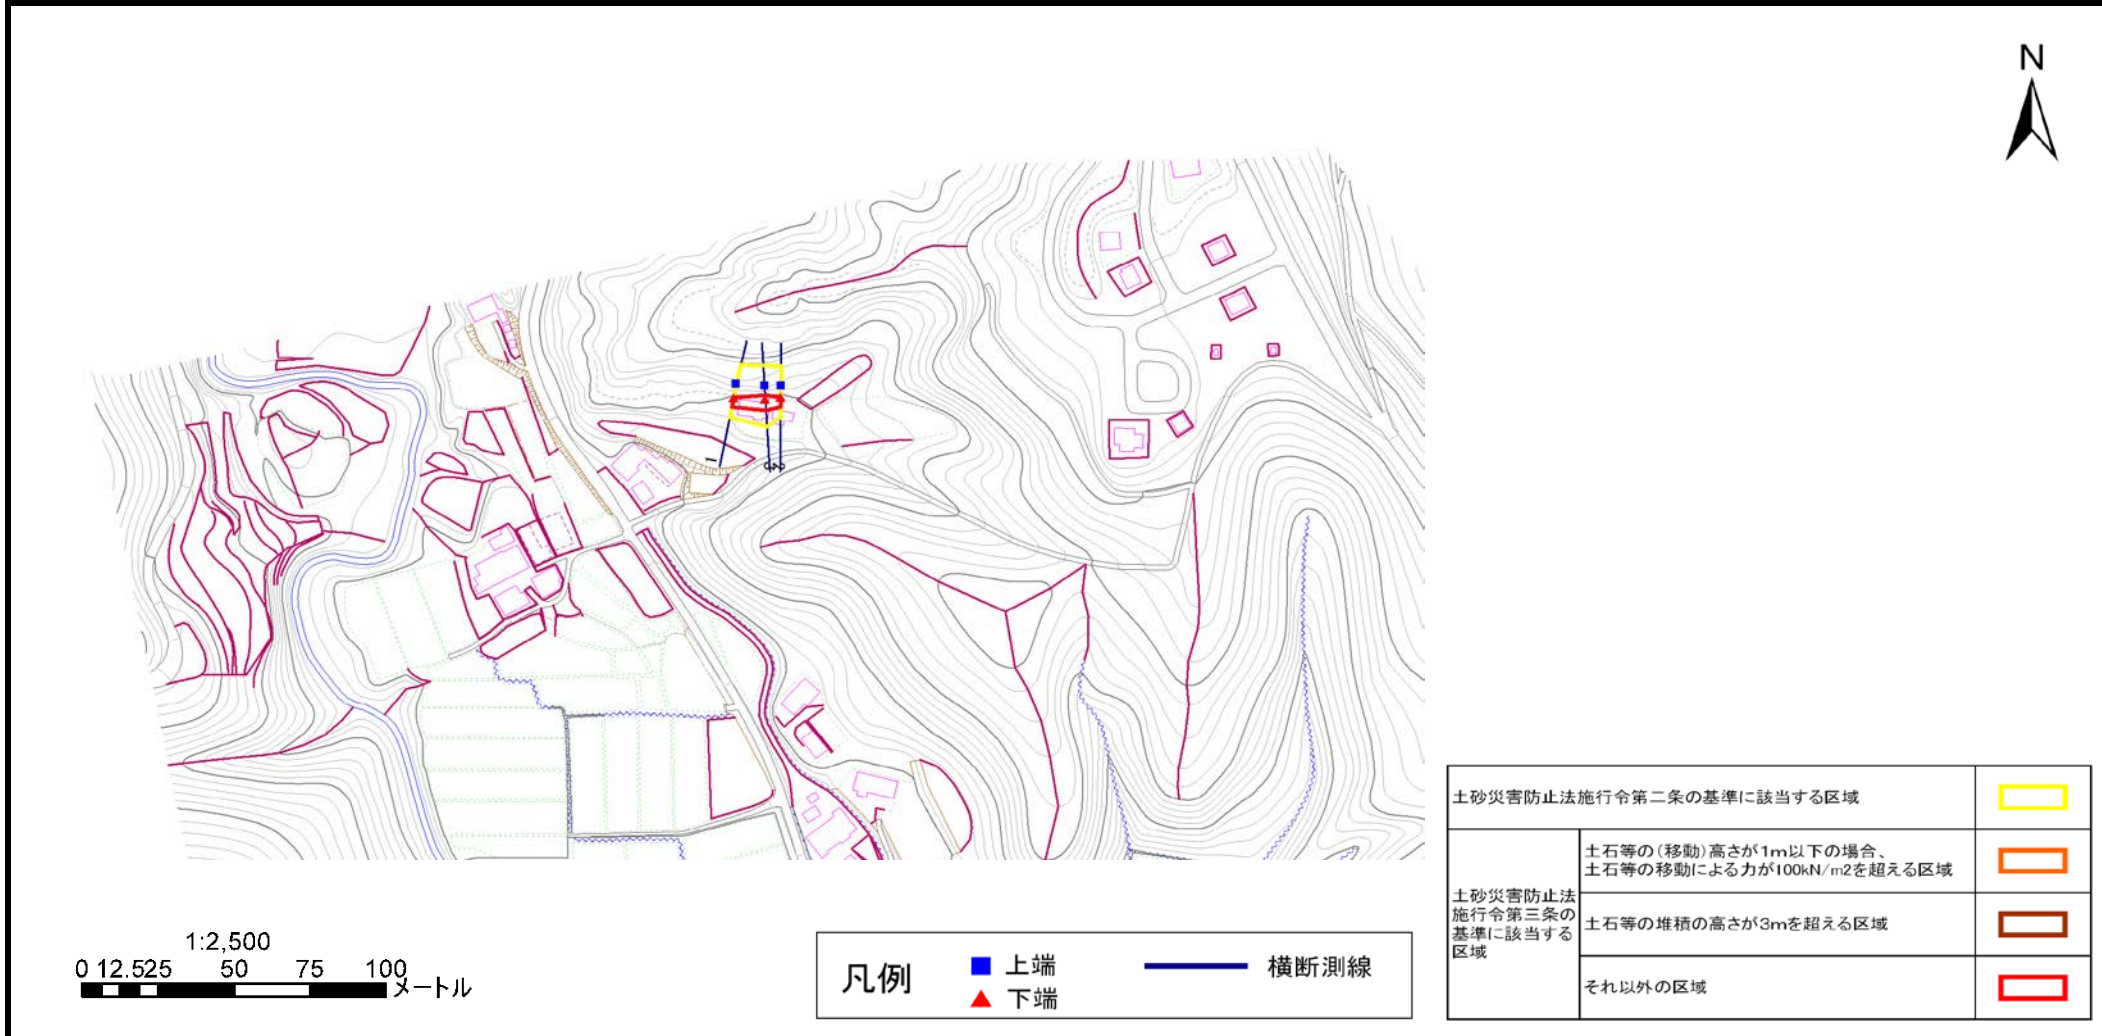 N
1
1:2,500
0 12.525 50 75 100
メートル
凡例
上端
下端
横断測線
土砂災害防止法施行令第二条の基準に該当する区域
土砂災害防止法
施行令第三条の
基準に該当する
区域
土石等の(移動)高さが1m以下の場合、
土石等の移動による力が100kN/m2を超える区域
土石等の堆積の高さが3mを超える区域
それ以外の区域